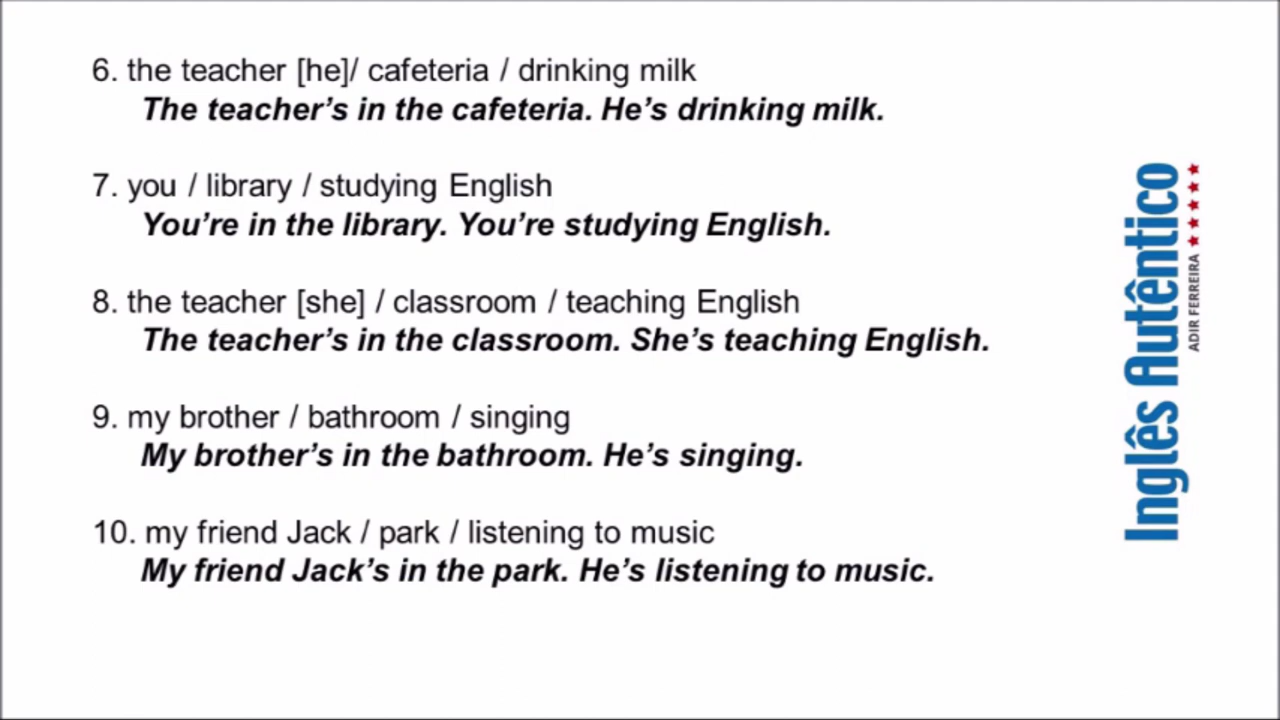 6. the teacher [he]/ cafeteria / drinking milk
The teacher’s in the cafeteria. He’s drinking milk.
7. you / library / studying English
You’re in the library. You’re studying English.
8. the teacher [she] / classroom / teaching English
The teacher’s in the classroom. She’s teaching English.
9. my brother / bathroom / singing
My brother’s in the bathroom. He’s singing.
10. my friend Jack / park / listening to music
My friend Jack’s in the park. He’s listening to music.
Inglês Autêntico
ADIR FERREIRA